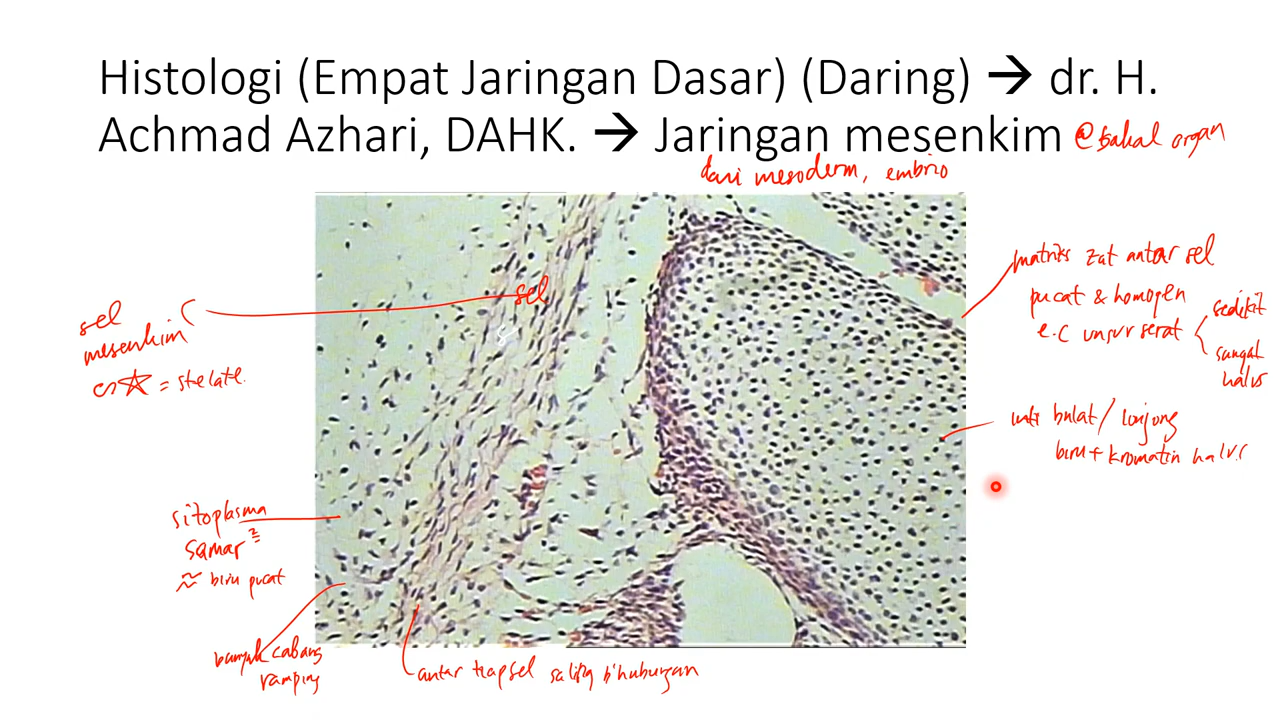 Histologi (Empat Jaringan Dasar) (Daring) → dr. H.
Achmad Azhari, DAHK. → Jaringan mesenkim @bakal organ
dari mesoderm, embrio
matriks zat antar sel
pucat & homogen
e.c unsur serat
sedikit
sangat
halus
sel
sel
mesenkim
= stelate
inti bulat/lonjong
biru + kromatin halus
sitoplasma
samar²
≈ biru pucat
banyak cabang
ramping
antar tiap sel saling b'hubungan